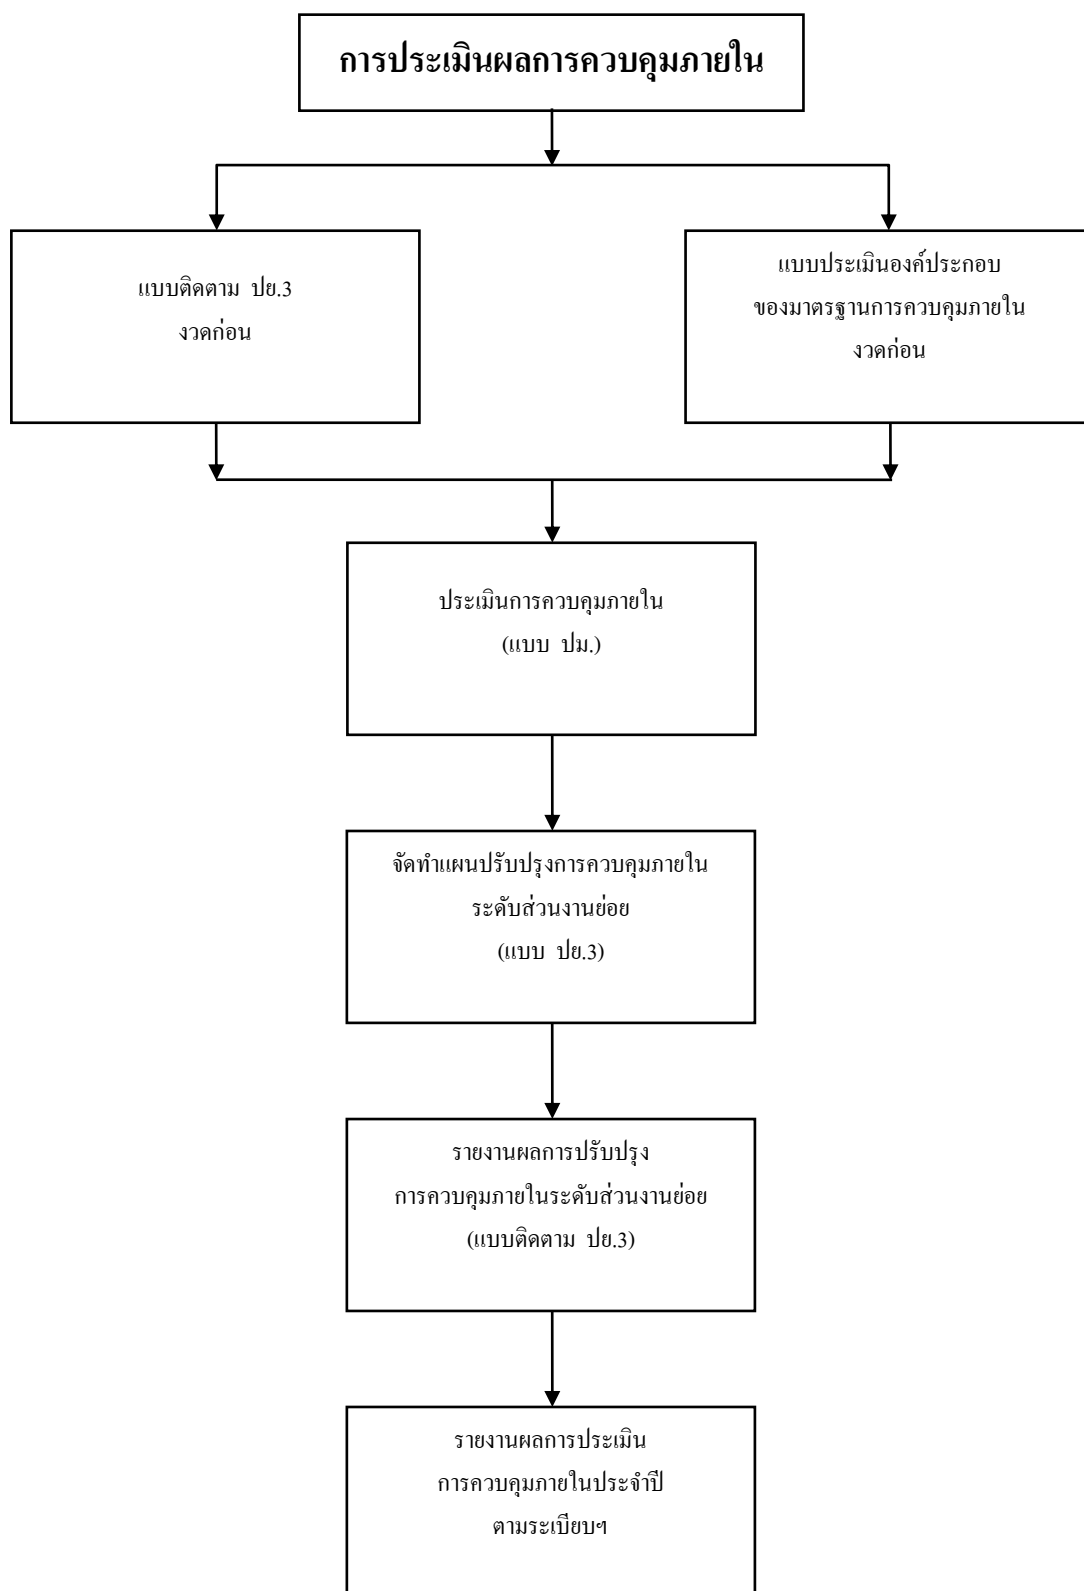 การประเมินผลการควบคุมภายใน
แบบติดตาม ปย.3
งวดก่อน
แบบประเมินองค์ประกอบ
ของมาตรฐานการควบคุมภายใน
งวดก่อน
ประเมินการควบคุมภายใน
(แบบ ปม.)
จัดทำแผนปรับปรุงการควบคุมภายใน
ระดับส่วนงานย่อย
(แบบ ปย.3)
รายงานผลการปรับปรุง
การควบคุมภายในระดับส่วนงานย่อย
(แบบติดตาม ปย.3)
รายงานผลการประเมิน
การควบคุมภายในประจำปี
ตามระเบียบฯ